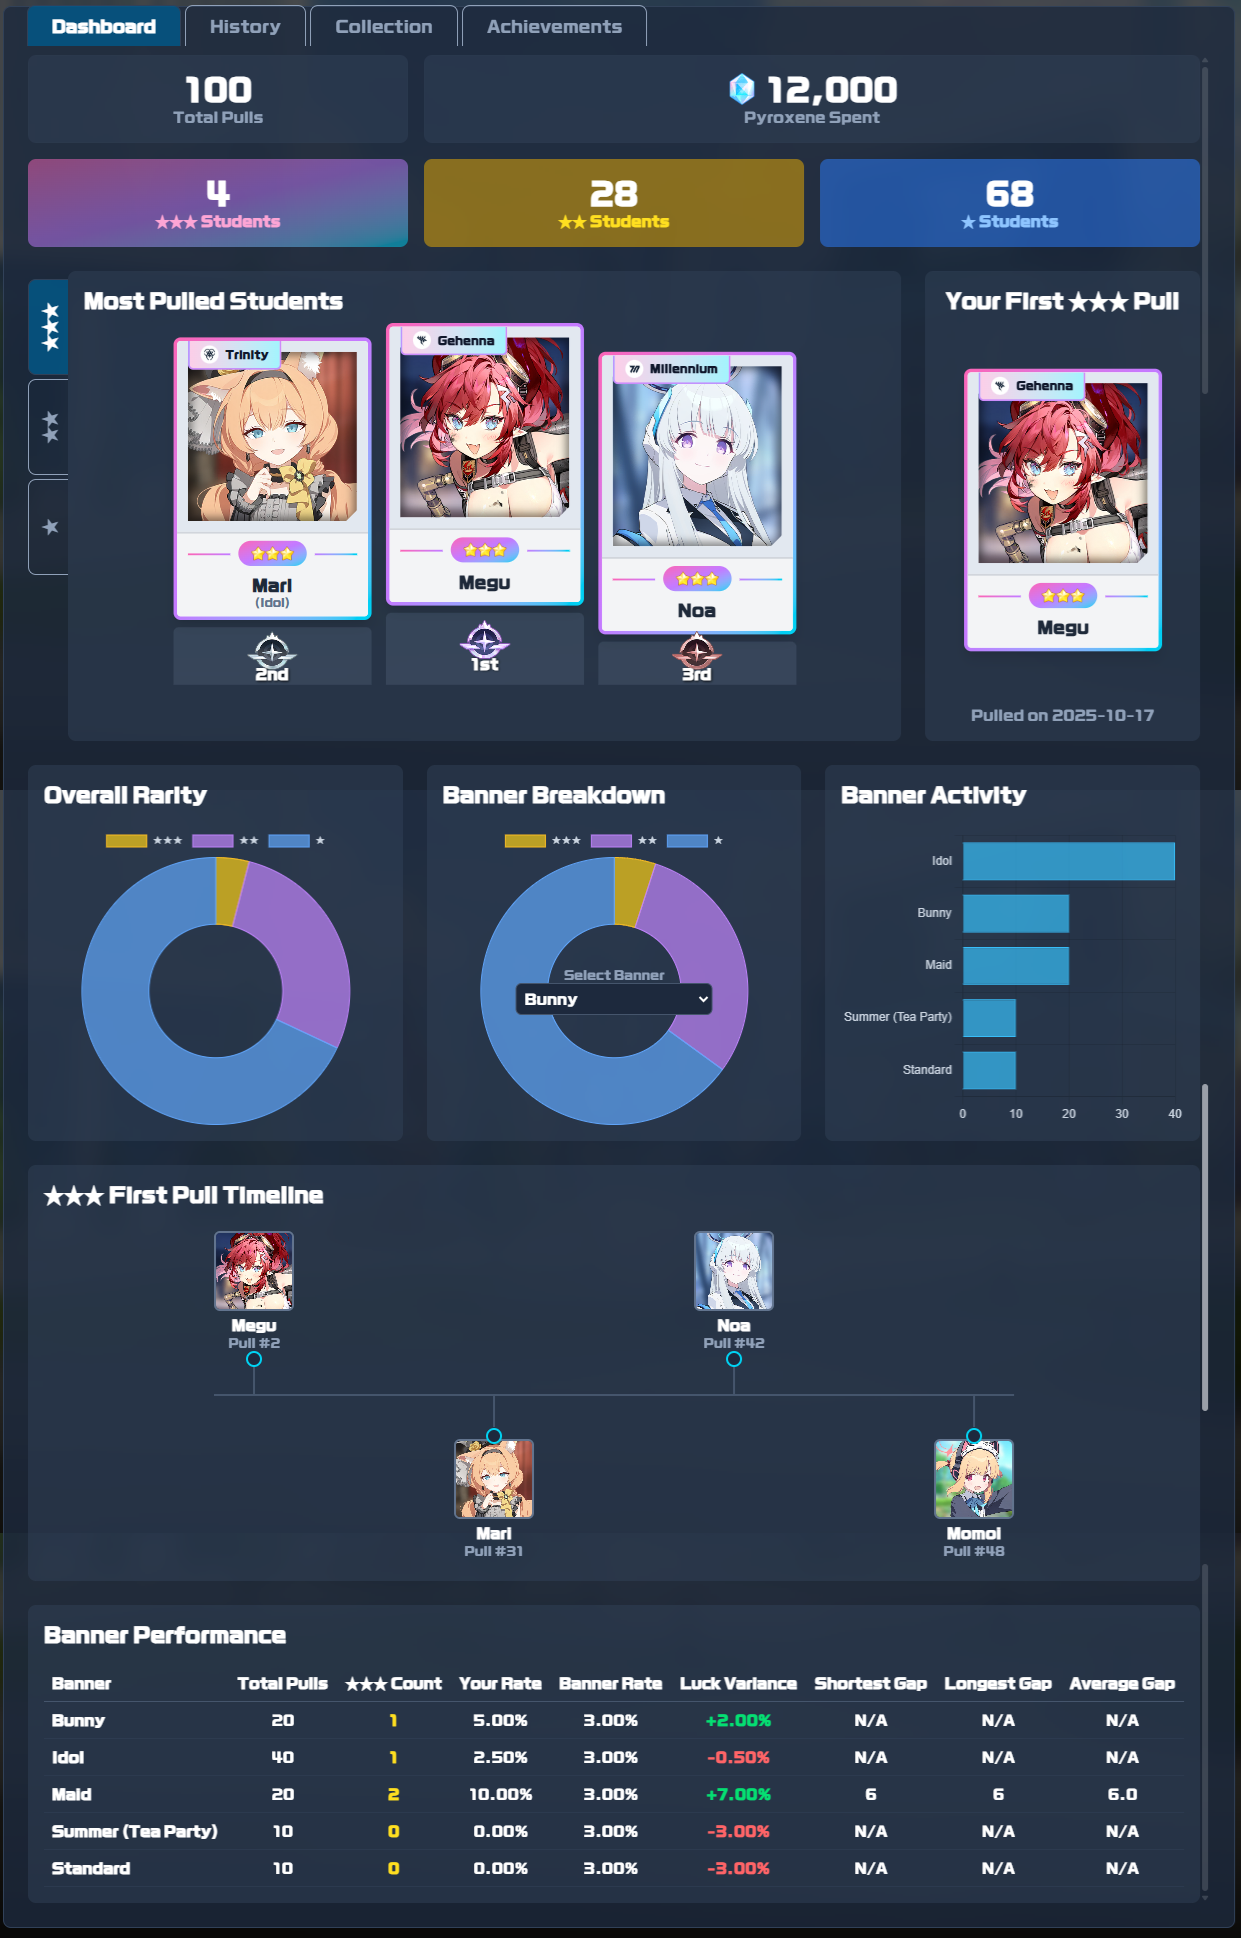 Dashboard
History
Collection
Achievements
100
Total Pulls
12,000
Pyroxene Spent
4
★★★ Students
28
★★ Students
68
★ Students
★★★
★★
★
Most Pulled Students
Trinity
Mari
(Idol)
2nd
Gehenna
Megu
1st
Millennium
Noa
3rd
Your First ★★★ Pull
Gehenna
Megu
Pulled on 2025-10-17
Overall Rarity
★★★ ★★ ★
Banner Breakdown
★★★ ★★ ★
Select Banner
Bunny
Banner Activity
Idol
Bunny
Maid
Summer (Tea Party)
Standard
0 10 20 30 40
★★★ First Pull Timeline
Megu
Pull #2
Noa
Pull #42
Mari
Pull #31
Momoi
Pull #48
Banner Performance
Banner Total Pulls ★★★ Count Your Rate Banner Rate Luck Variance Shortest Gap Longest Gap Average Gap
Bunny 20 1 5.00% 3.00% +2.00% N/A N/A N/A
Idol 40 1 2.50% 3.00% -0.50% N/A N/A N/A
Maid 20 2 10.00% 3.00% +7.00% 6 6 6.0
Summer (Tea Party) 10 0 0.00% 3.00% -3.00% N/A N/A N/A
Standard 10 0 0.00% 3.00% -3.00% N/A N/A N/A